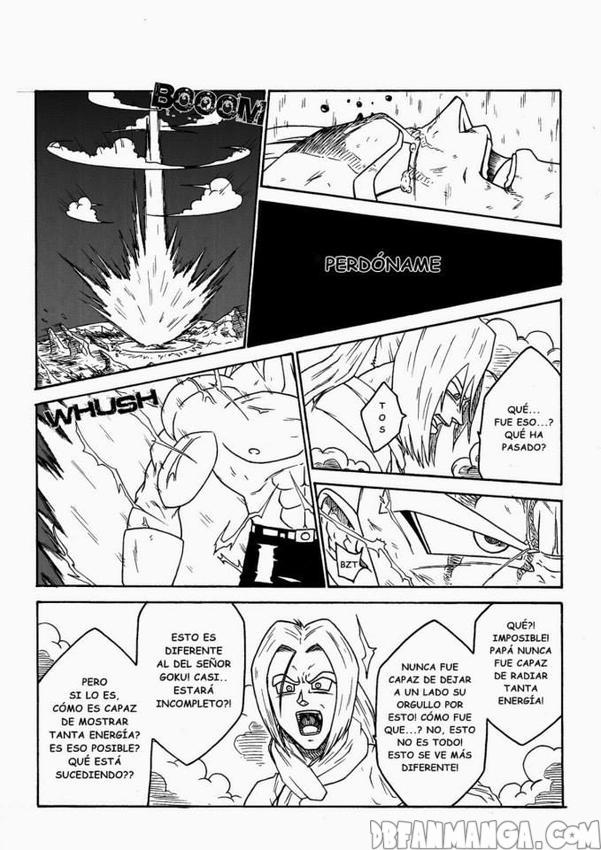 PERDÓNAME
BOOOM
QUÉ...
FUE ESO...?
QUÉ HA
PASADO?
TOS
BZT
WHUSH
QUÉ?!
IMPOSIBLE!
PAPÁ NUNCA
FUE CAPAZ
DE RADIAR
TANTA
ENERGÍA!
NUNCA FUE
CAPAZ DE DEJAR
A UN LADO SU
ORGULLO POR
ESTO! CÓMO FUE
QUE...? NO, ESTO
NO ES TODO!
ESTO SE VE MÁS
DIFERENTE!
ESTO ES
DIFERENTE
AL DEL SEÑOR
GOKU! CASI..
ESTARÁ
INCOMPLETO?!
PERO
SI LO ES,
CÓMO ES CAPAZ
DE MOSTRAR
TANTA ENERGÍA?
ES ESO POSIBLE?
QUÉ ESTÁ
SUCEDIENDO??
DBFANMANGA.COM